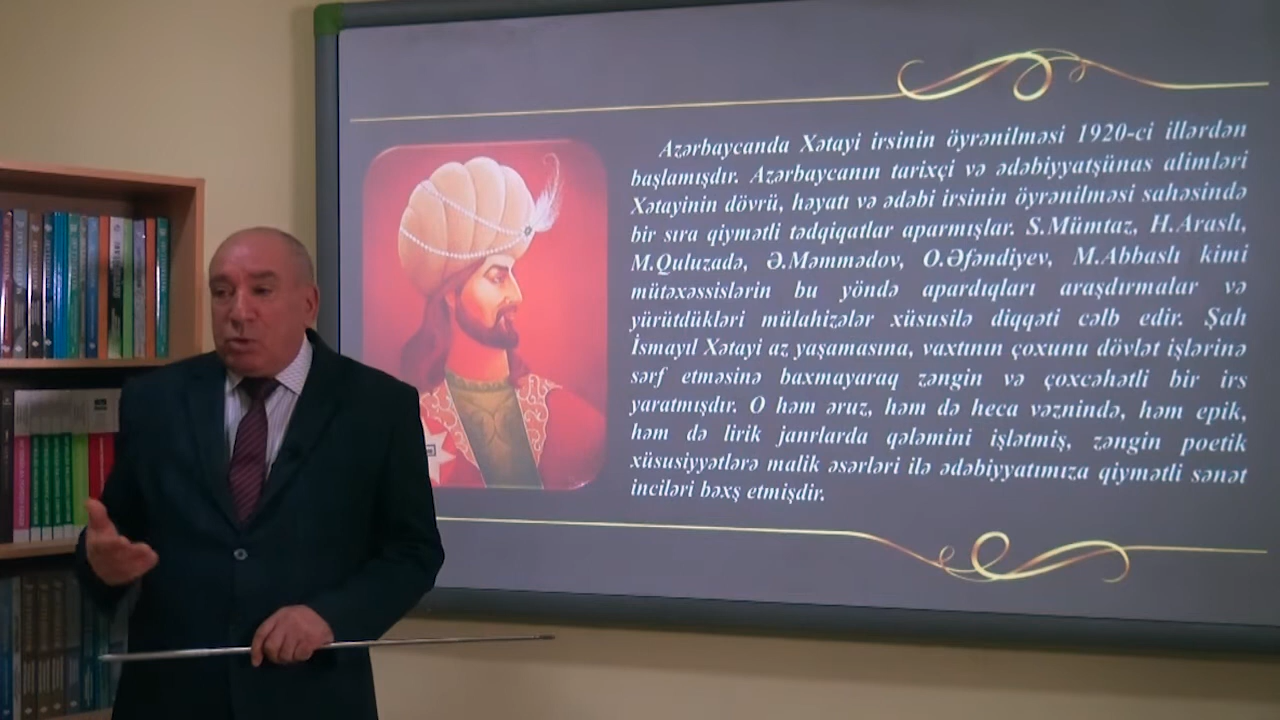 Azərbaycanda Xətayi irsinin öyrənilməsi 1920-ci illərdən
başlamışdır. Azərbaycanın tarixçi və ədəbiyyatşünas alimləri
Xətayinin dövrü, həyatı və ədəbi irsinin öyrənilməsi sahəsində
bir sıra qiymətli tədqiqatlar aparmışlar. S.Mümtaz, H.Araslı,
M.Quluzadə, Ə.Məmmədov, O.Əfəndiyev, M.Abbaslı kimi
mütəxəssislərin bu yöndə apardıqları araşdırmalar və
yürütdükləri mülahizələr xüsusilə diqqəti cəlb edir. Şah
İsmayıl Xətayi az yaşamasına, vaxtının çoxunu dövlət işlərinə
sərf etməsinə baxmayaraq zəngin və çoxcəhətli bir irs
yaratmışdır. O həm əruz, həm də heca vəznində, həm epik,
həm də lirik janrlarda qələmini işlətmiş, zəngin poetik
xüsusiyyətlərə malik əsərləri ilə ədəbiyyatımıza qiymətli sənət
inciləri bəxş etmişdir.